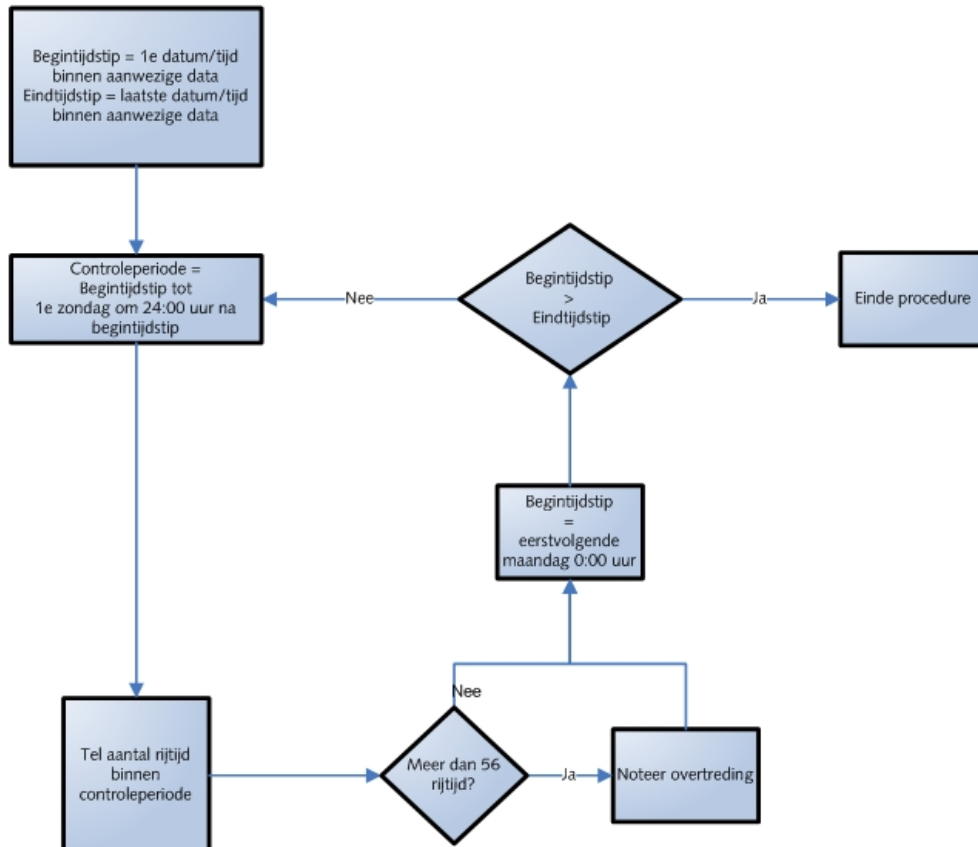 Begintijdstip = 1e datum/tijd
binnen aanwezige data
Eindtijdstip = laatste datum/tijd
binnen aanwezige data
Controleperiode =
Begintijdstip tot
1e zondag om 24:00 uur na
begintijdstip
Nee
Begintijdstip
>
Eindtijdstip
Ja
Einde procedure
Begintijdstip
=
eerstvolgende
maandag 0:00 uur
Nee
Tel aantal rijtijd
binnen
controleperiode
Meer dan 56
rijtijd?
Ja
Noteer overtreding